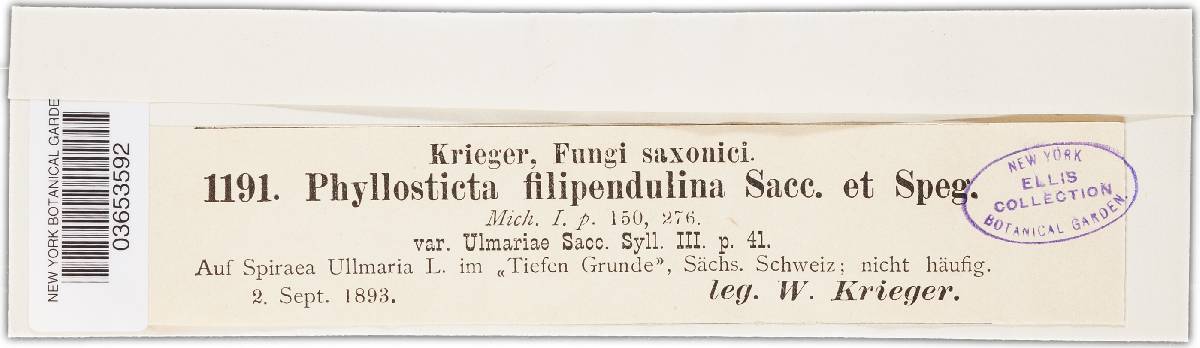 NEW YORK BOTANICAL GARDE
03653592
Krieger, Fungi saxonici.
1191. Phyllosticta filipendulina Sacc. et Speg.
Mich. I. p. 150, 276.
var. Ulmariae Sacc. Syll. III. p. 41.
Auf Spiraea Ullmaria L. im „Tiefen Grunde”, Sächs. Schweiz; nicht häufig.
2. Sept. 1893.
leg. W. Krieger.
NEW YORK
ELLIS
COLLECTION
BOTANICAL GARDEN.